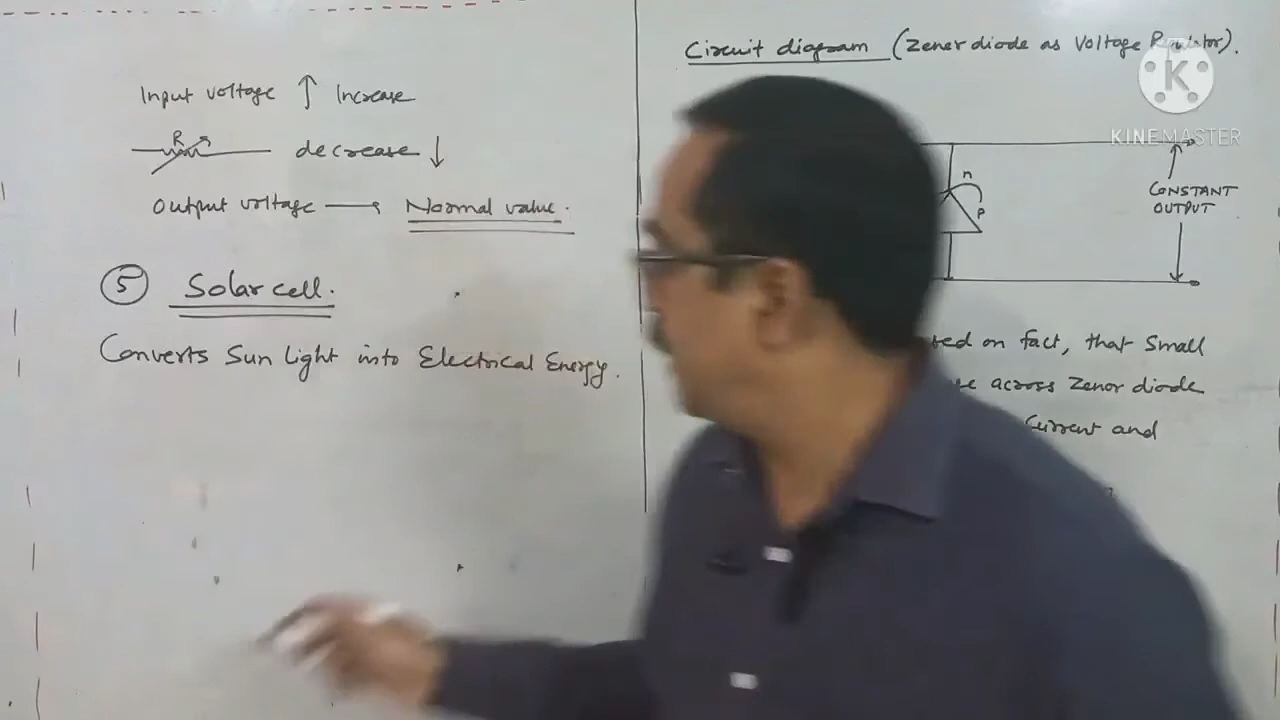 Input voltage ↑ Increase
R decrease ↓
Output voltage → Normal value.
5 Solar cell.
Converts Sun Light into Electrical Energy.
Circuit diagram (Zener diode as Voltage
K
KINEMASTER
n
p
CONSTANT
OUTPUT
on fact, that Small
across Zenor diode
Current and